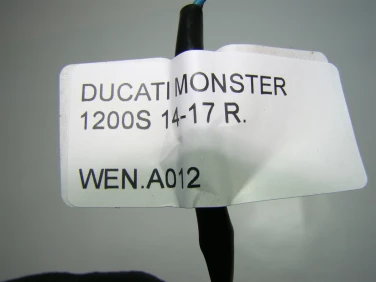 DUCATI MONSTER
1200S 14-17 R.
WEN.A012